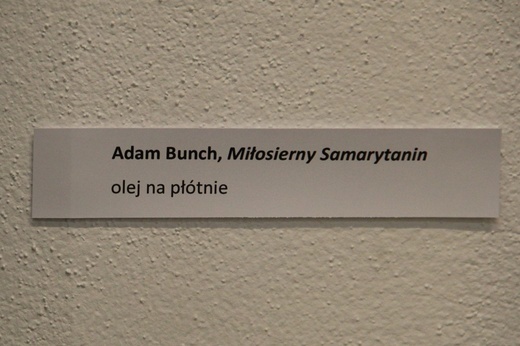 Adam Bunch, Miłosierny Samarytanin
olej na płótnie